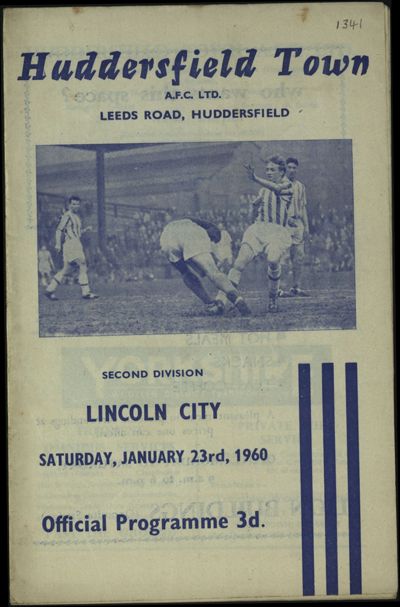 1341
Huddersfield Town
A.F.C. LTD.
LEEDS ROAD, HUDDERSFIELD
SECOND DIVISION
LINCOLN CITY
SATURDAY, JANUARY 23rd, 1960
Official Programme 3d.